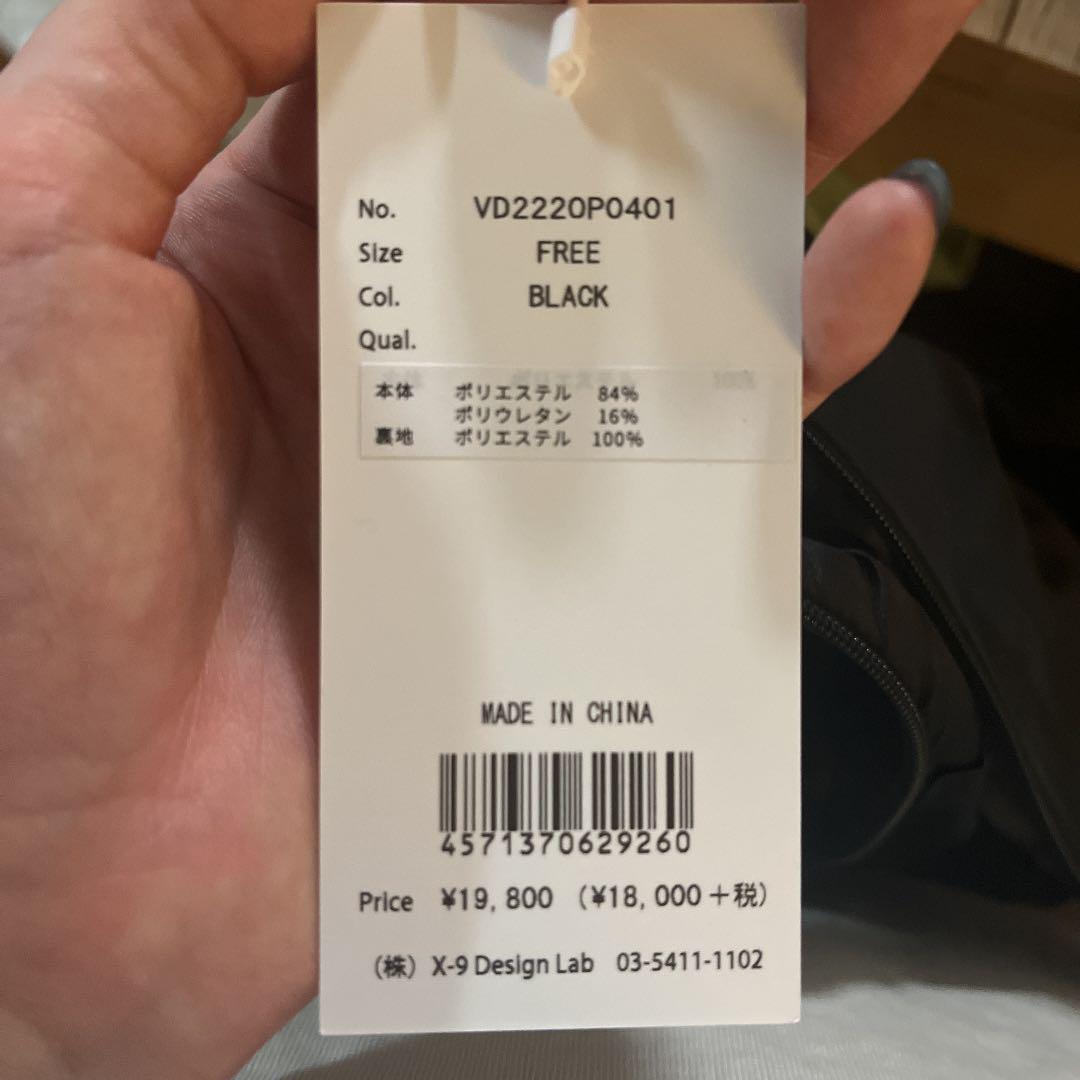 No. VD2220P0401
Size FREE
Col. BLACK
Qual.
本体 ポリエステル 84%
ポリウレタン 16%
裏地 ポリエステル 100%
MADE IN CHINA
4571370629260
Price ¥19,800 (¥18,000+税)
(株) X-9 Design Lab 03-5411-1102